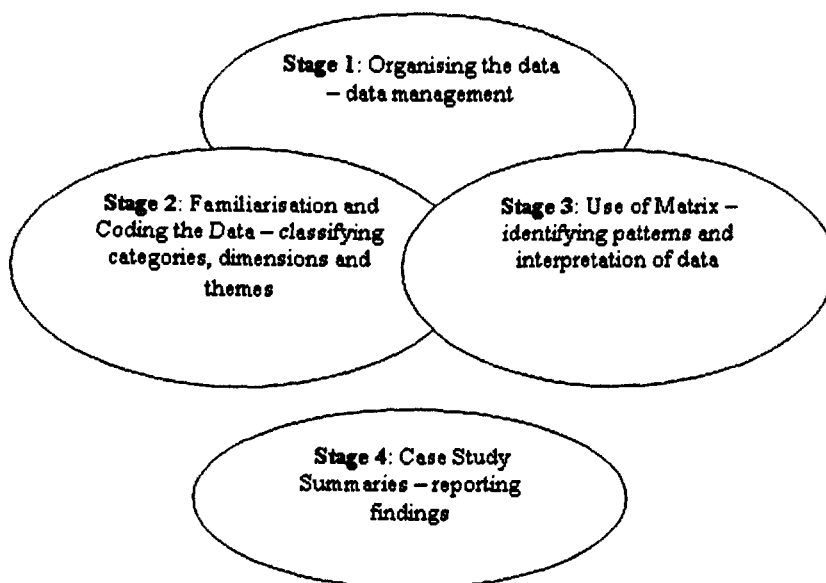 Stage 1: Organising the data
– data management
Stage 2: Familiarisation and
Coding the Data – classifying
categories, dimensions and
themes
Stage 3: Use of Matrix –
identifying patterns and
interpretation of data
Stage 4: Case Study
Summaries – reporting
findings